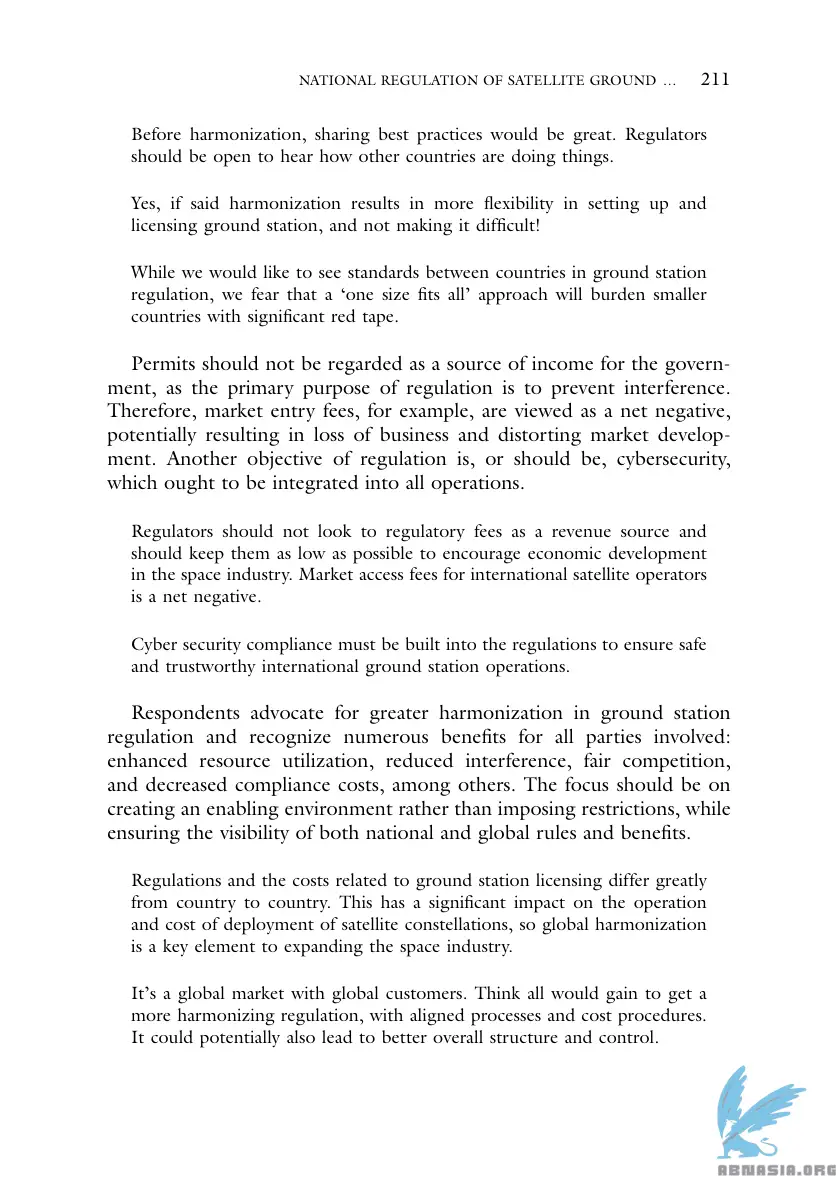 NATIONAL REGULATION OF SATELLITE GROUND ... 211
Before harmonization, sharing best practices would be great. Regulators
should be open to hear how other countries are doing things.
Yes, if said harmonization results in more flexibility in setting up and
licensing ground station, and not making it difficult!
While we would like to see standards between countries in ground station
regulation, we fear that a ‘one size fits all’ approach will burden smaller
countries with significant red tape.
Permits should not be regarded as a source of income for the govern-
ment, as the primary purpose of regulation is to prevent interference.
Therefore, market entry fees, for example, are viewed as a net negative,
potentially resulting in loss of business and distorting market develop-
ment. Another objective of regulation is, or should be, cybersecurity,
which ought to be integrated into all operations.
Regulators should not look to regulatory fees as a revenue source and
should keep them as low as possible to encourage economic development
in the space industry. Market access fees for international satellite operators
is a net negative.
Cyber security compliance must be built into the regulations to ensure safe
and trustworthy international ground station operations.
Respondents advocate for greater harmonization in ground station
regulation and recognize numerous benefits for all parties involved:
enhanced resource utilization, reduced interference, fair competition,
and decreased compliance costs, among others. The focus should be on
creating an enabling environment rather than imposing restrictions, while
ensuring the visibility of both national and global rules and benefits.
Regulations and the costs related to ground station licensing differ greatly
from country to country. This has a significant impact on the operation
and cost of deployment of satellite constellations, so global harmonization
is a key element to expanding the space industry.
It’s a global market with global customers. Think all would gain to get a
more harmonizing regulation, with aligned processes and cost procedures.
It could potentially also lead to better overall structure and control.
ABNASIA.ORG